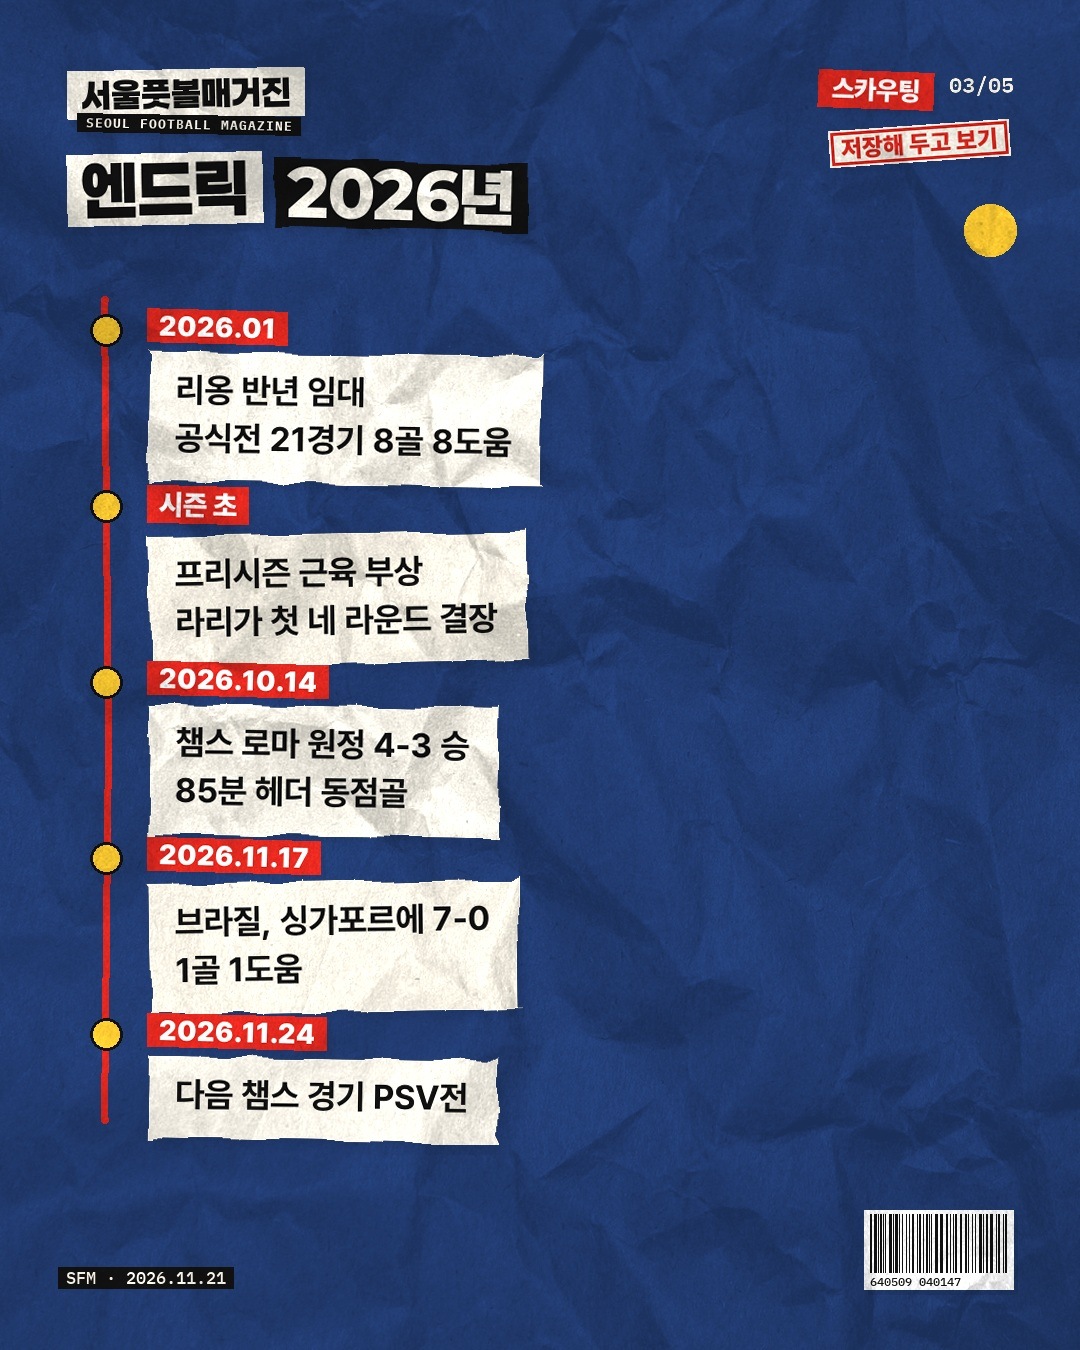 서울풋볼매거진
SEOUL FOOTBALL MAGAZINE
스카우팅 03/05
저장해 두고 보기
엔드릭 2026년
2026.01
리옹 반년 임대
공식전 21경기 8골 8도움
시즌 초
프리시즌 근육 부상
라리가 첫 네 라운드 결장
2026.10.14
챔스 로마 원정 4-3 승
85분 헤더 동점골
2026.11.17
브라질, 싱가포르에 7-0
1골 1도움
2026.11.24
다음 챔스 경기 PSV전
SFM · 2026.11.21
640509 040147